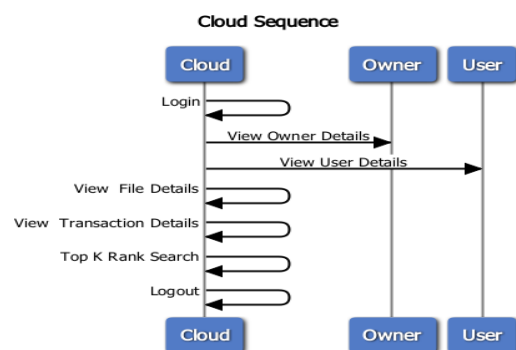 Cloud Sequence
Cloud Owner User
Login
View Owner Details
View User Details
View File Details
View Transaction Details
Top K Rank Search
Logout
Cloud Owner User